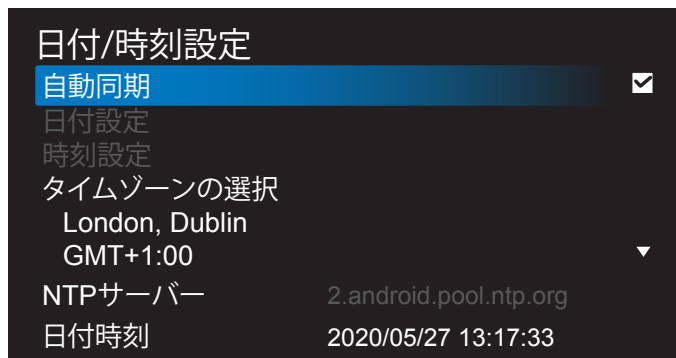 日付/時刻設定
自動同期
日付設定
時刻設定
タイムゾーンの選択
London, Dublin
GMT+1:00
NTPサーバー 2.android.pool.ntp.org
日付時刻 2020/05/27 13:17:33